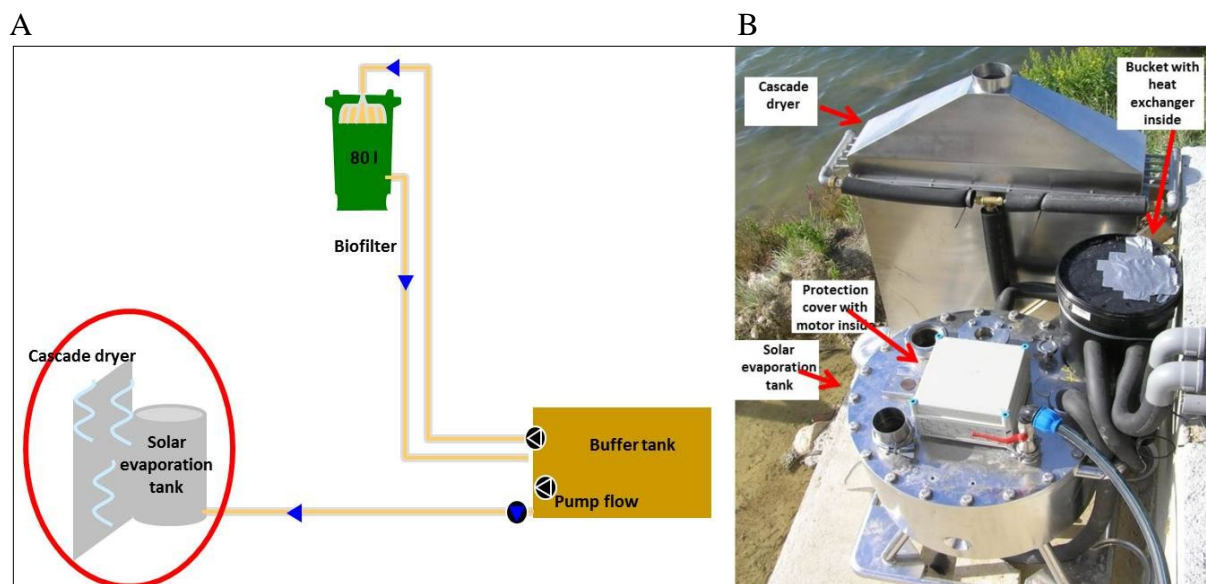 A
B
80 l
Biofilter
Cascade dryer
Solar
evaporation
tank
Buffer tank
Pump flow
Cascade
dryer
Bucket with
heat
exchanger
inside
Protection
cover with
motor inside
Solar
evaporation
tank